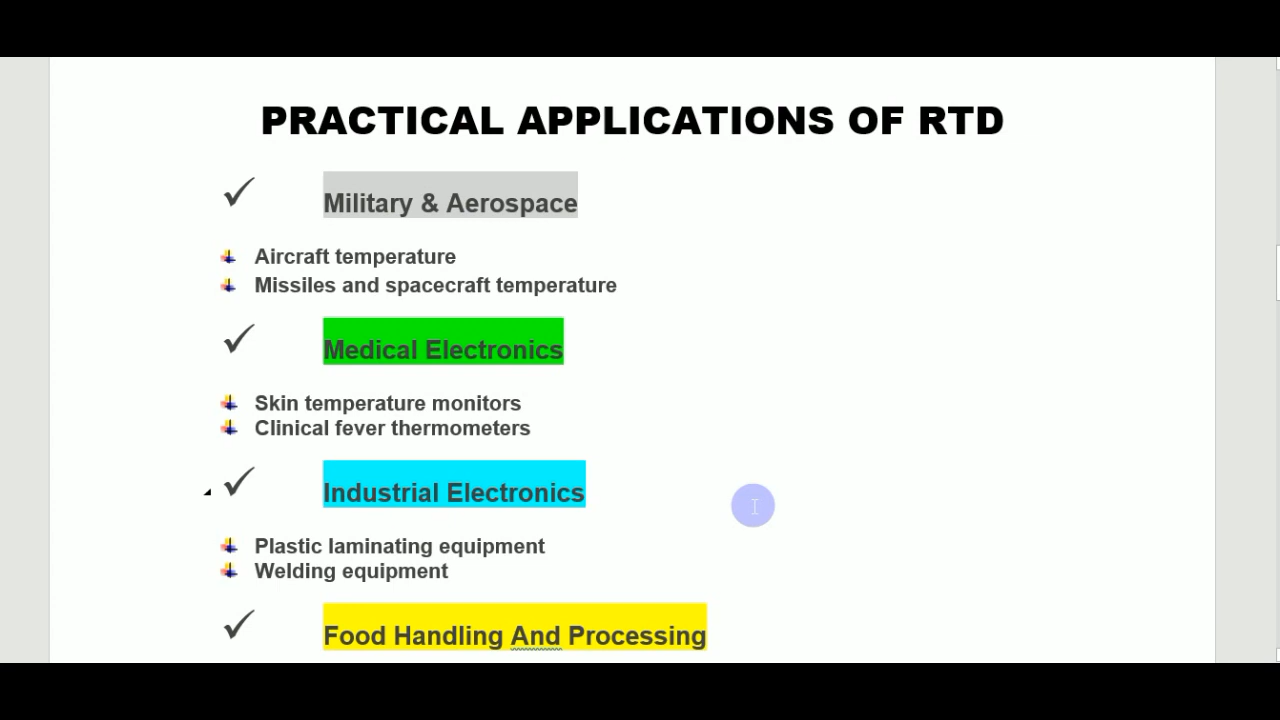 PRACTICAL APPLICATIONS OF RTD
Military & Aerospace
Aircraft temperature
Missiles and spacecraft temperature
Medical Electronics
Skin temperature monitors
Clinical fever thermometers
Industrial Electronics
Plastic laminating equipment
Welding equipment
Food Handling And Processing